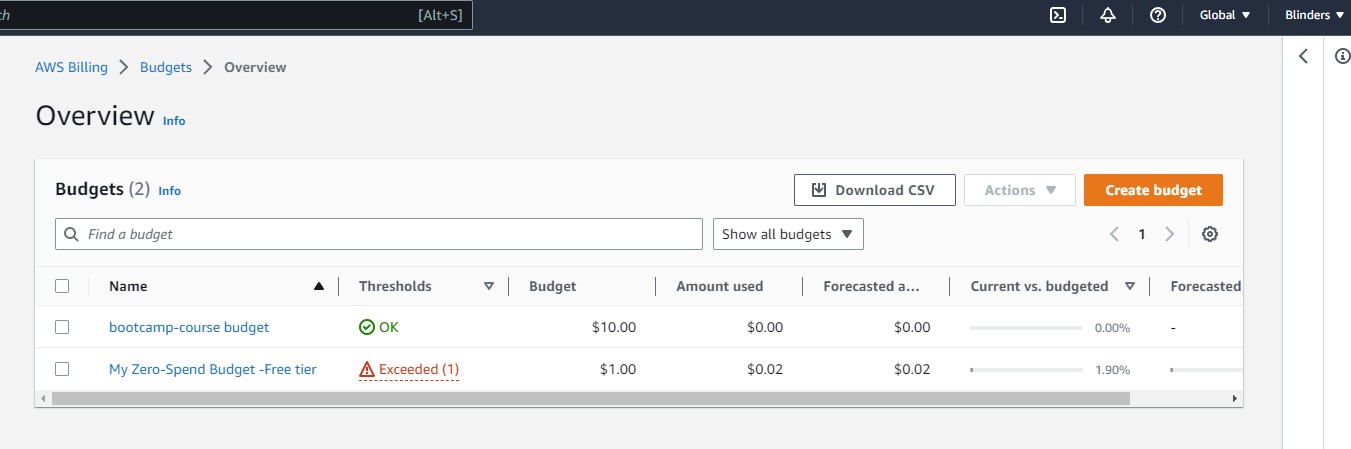 [Alt+S] Global Blinders
AWS Billing Budgets Overview
Overview Info
Budgets (2) Info Download CSV Actions Create budget
Find a budget Show all budgets 1
Name Thresholds Budget Amount used Forecasted a... Current vs. budgeted Forecasted
bootcamp-course budget OK $10.00 $0.00 $0.00 0.00% -
My Zero-Spend Budget -Free tier Exceeded (1) $1.00 $0.02 $0.02 1.90%